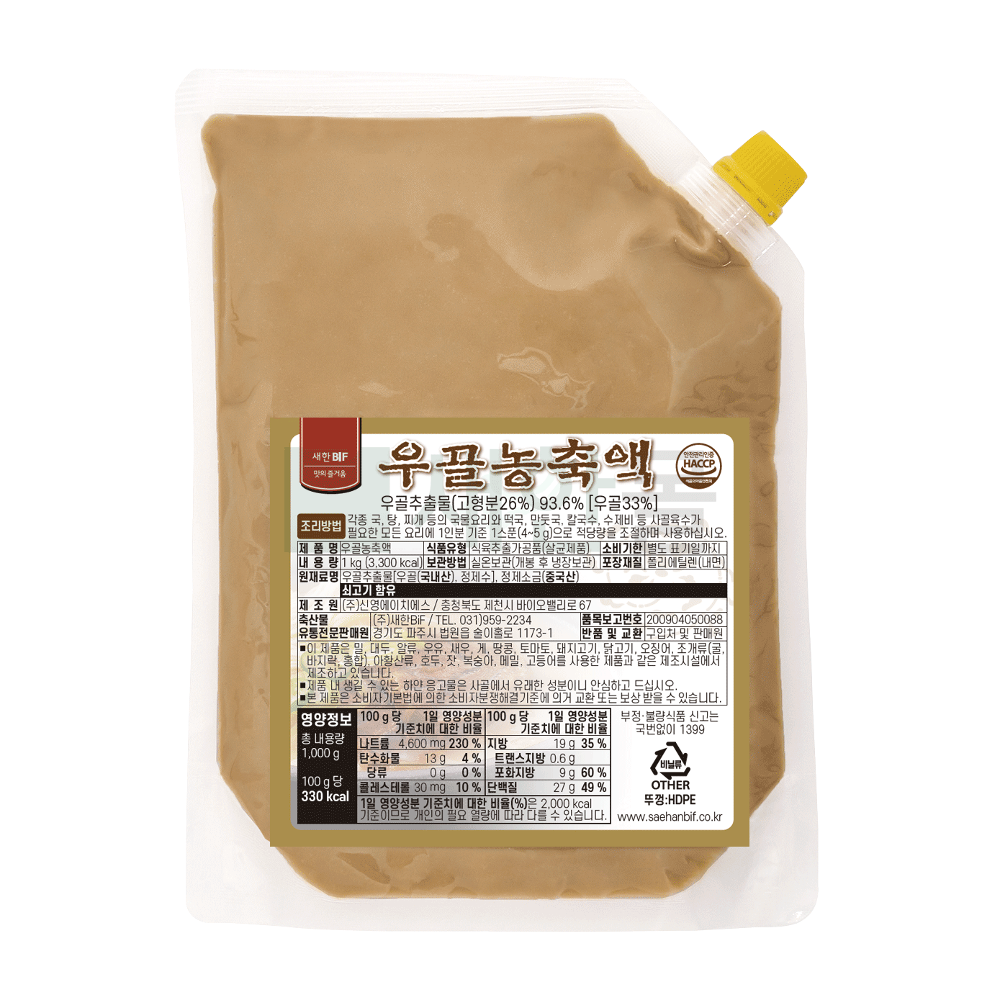 새한BIF
맛의 즐거움
우골농축액
안전관리인증
HACCP
식품의약품안전처
우골추출물(고형분26%) 93.6% [우골33%]
조리방법 각종 국, 탕, 찌개 등의 국물요리와 떡국, 만둣국, 칼국수, 수제비 등 사골육수가
필요한 모든 요리에 1인분 기준 1스푼(4~5 g)으로 적당량을 조절하며 사용하십시오.
제 품 명 우골농축액 식품유형 식육추출가공품(살균제품) 소비기한 별도 표기일까지
내 용 량 1 kg (3,300 kcal) 보관방법 실온보관(개봉 후 냉장보관) 포장재질 폴리에틸렌(내면)
원재료명 우골추출물[우골(국내산), 정제수], 정제소금(중국산)
쇠고기 함유
제 조 원 (주)신영에이치에스 / 충청북도 제천시 바이오밸리로 67
축산물 유통전문판매원 (주)새한BiF / TEL. 031)959-2234 품목보고번호 200904050088
경기도 파주시 법원읍 술이홀로 1173-1 반품 및 교환 구입처 및 판매원
■이 제품은 밀, 대두, 알류, 우유, 새우, 게, 땅콩, 토마토, 돼지고기, 닭고기, 오징어, 조개류(굴,
바지락, 홍합), 아황산류, 호두, 잣, 복숭아, 메밀, 고등어를 사용한 제품과 같은 제조시설에서
제조하고 있습니다.
■제품 내 생길 수 있는 하얀 응고물은 사골에서 유래한 성분이니 안심하고 드십시오.
■본 제품은 소비자기본법에 의한 소비자분쟁해결기준에 의거 교환 또는 보상 받을 수 있습니다.
영양정보
총 내용량
1,000 g
100 g 당
330 kcal
100 g 당 1일 영양성분 기준치에 대한 비율 100 g 당 1일 영양성분 기준치에 대한 비율
나트륨 4,600 mg 230 % 지방 19 g 35 %
탄수화물 13 g 4 % 트랜스지방 0.6 g
당류 0 g 0 % 포화지방 9 g 60 %
콜레스테롤 30 mg 10 % 단백질 27 g 49 %
1일 영양성분 기준치에 대한 비율(%)은 2,000 kcal
기준이므로 개인의 필요 열량에 따라 다를 수 있습니다.
부정·불량식품 신고는
국번없이 1399
비닐류
OTHER
뚜껑:HDPE
www.saehanbif.co.kr